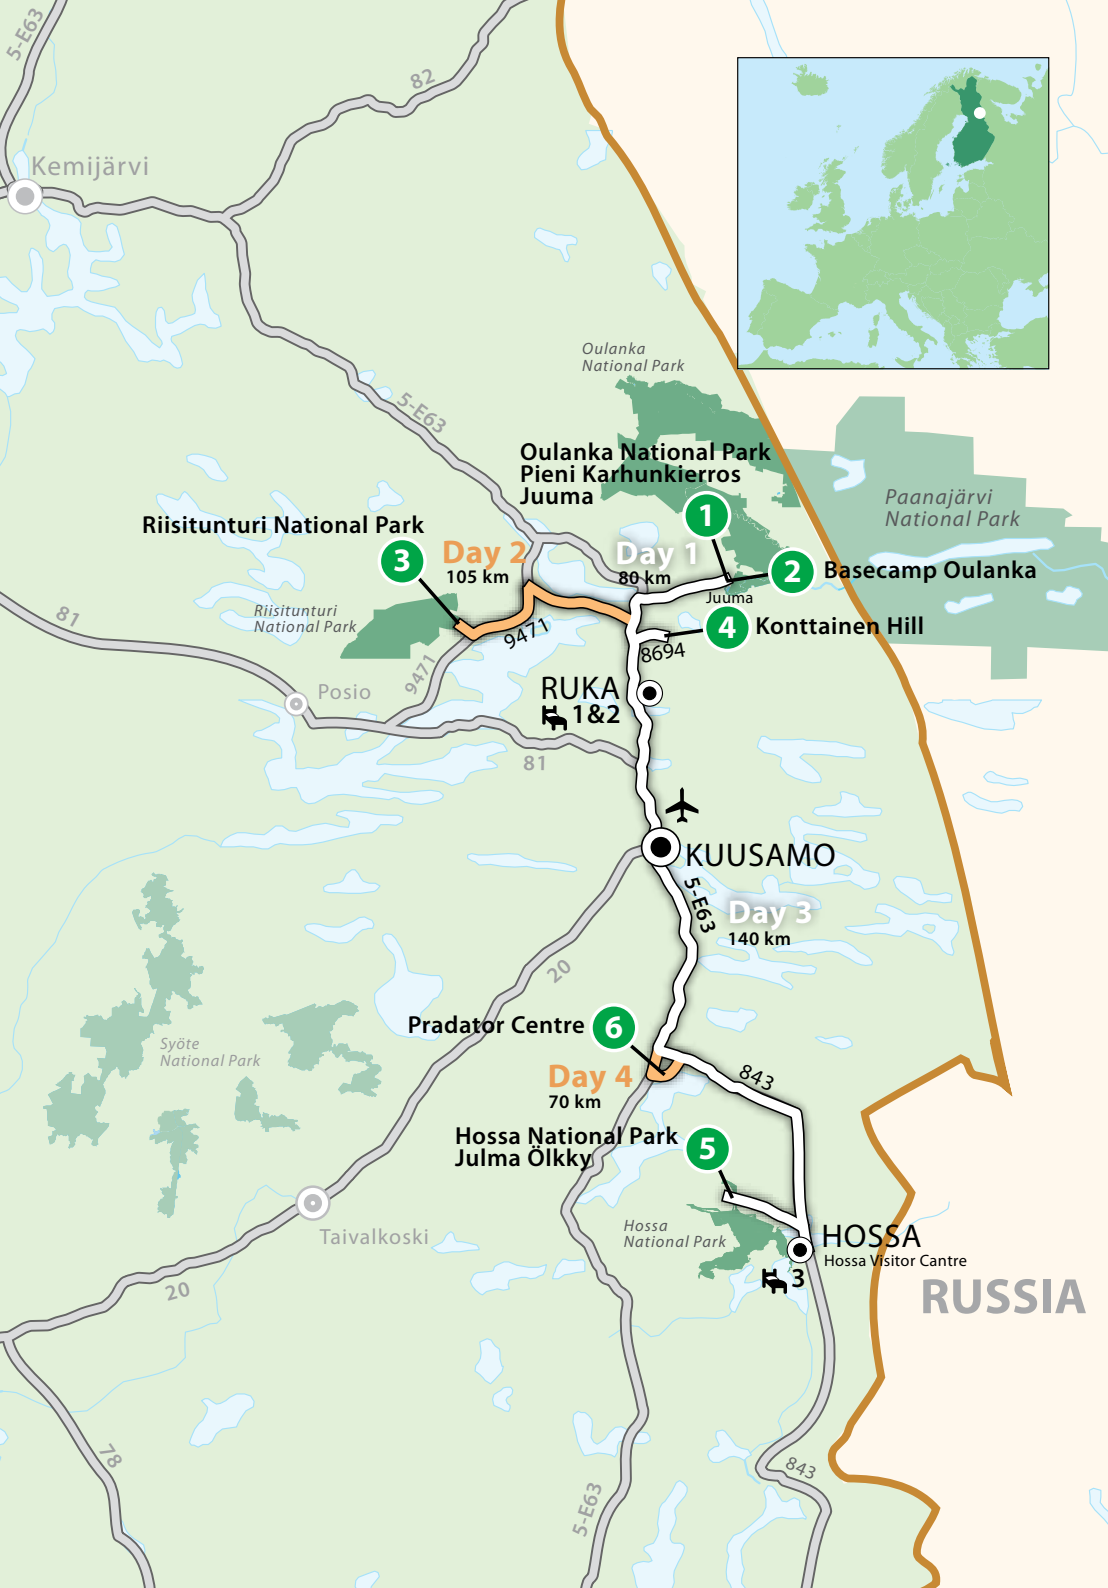 5-E63
82
Kemijärvi
Oulanka
National Park
5-E63
Oulanka National Park
Pieni Karhunkierros
Juuma
1
Paanajärvi
National Park
Riisitunturi National Park
3
Day 2
105 km
Day 1
80 km
2
Basecamp Oulanka
Juuma
Riisitunturi
National Park
81
9471
4
Konttainen Hill
8694
9471
Posio
RUKA
1&2
81
KUUSAMO
5-E63
Day 3
140 km
20
Pradator Centre
6
Syöte
National Park
Day 4
70 km
843
Hossa National Park
Julma Ölkky
5
Taivalkoski
Hossa
National Park
HOSSA
Hossa Visitor Cantre
3
RUSSIA
20
78
843
5-E63